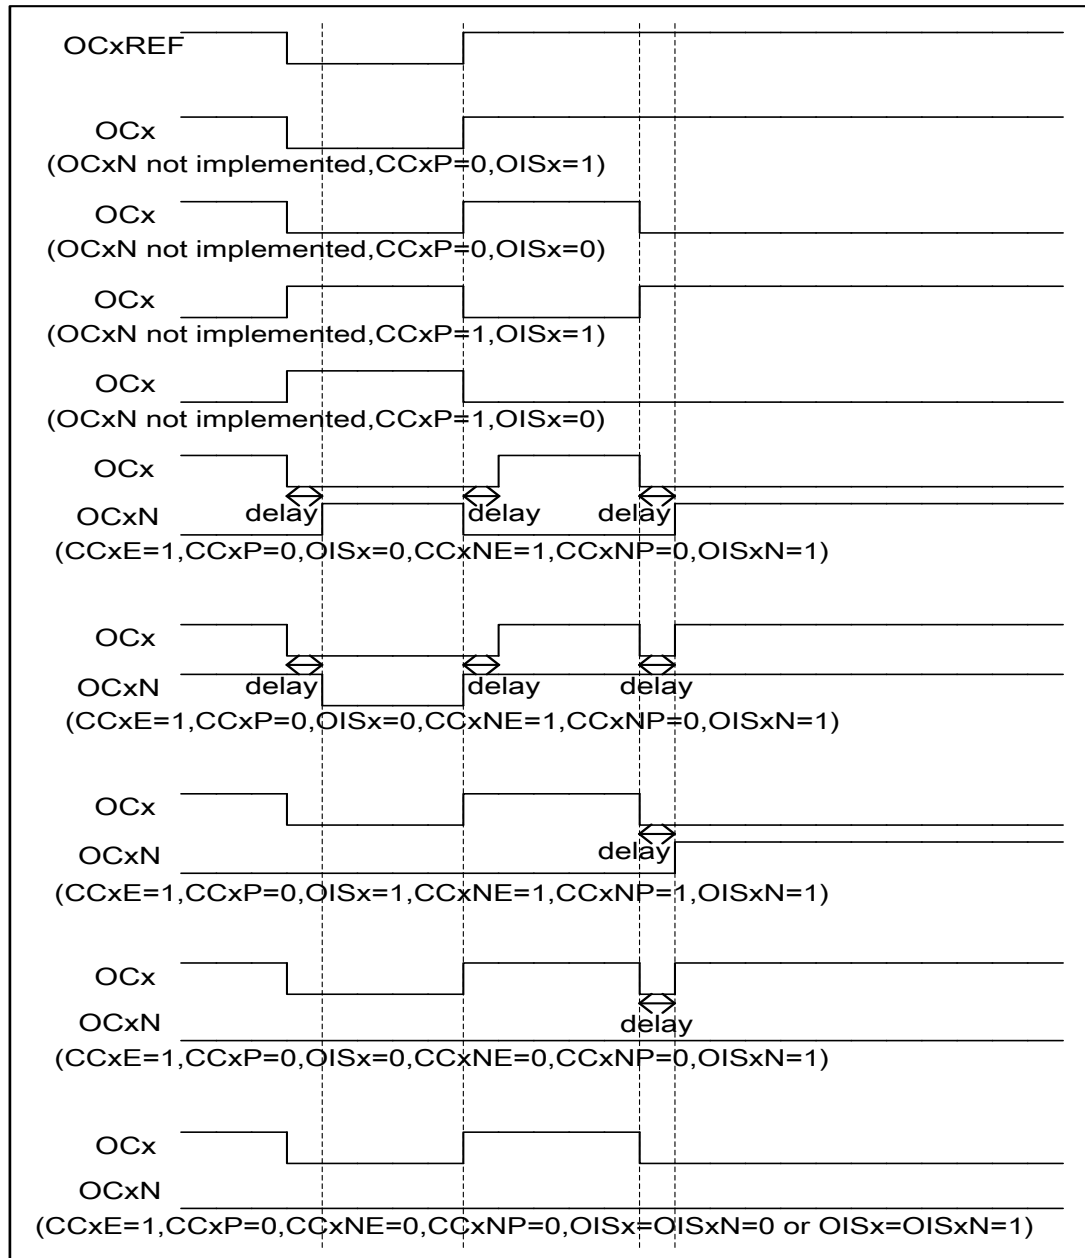 OCxREF
OCx
(OCxN not implemented,CCxP=0,OISx=1)
OCx
(OCxN not implemented,CCxP=0,OISx=0)
OCx
(OCxN not implemented,CCxP=1,OISx=1)
OCx
(OCxN not implemented,CCxP=1,OISx=0)
OCx
OCxN delay delay delay
(CCxE=1,CCxP=0,OISx=0,CCxNE=1,CCxNP=0,OISxN=1)
OCx
OCxN delay delay delay
(CCxE=1,CCxP=0,OISx=0,CCxNE=1,CCxNP=0,OISxN=1)
OCx
OCxN delay
(CCxE=1,CCxP=0,OISx=1,CCxNE=1,CCxNP=1,OISxN=1)
OCx
OCxN delay
(CCxE=1,CCxP=0,OISx=0,CCxNE=0,CCxNP=0,OISxN=1)
OCx
OCxN
(CCxE=1,CCxP=0,CCxNE=0,CCxNP=0,OISx=OISxN=0 or OISx=OISxN=1)